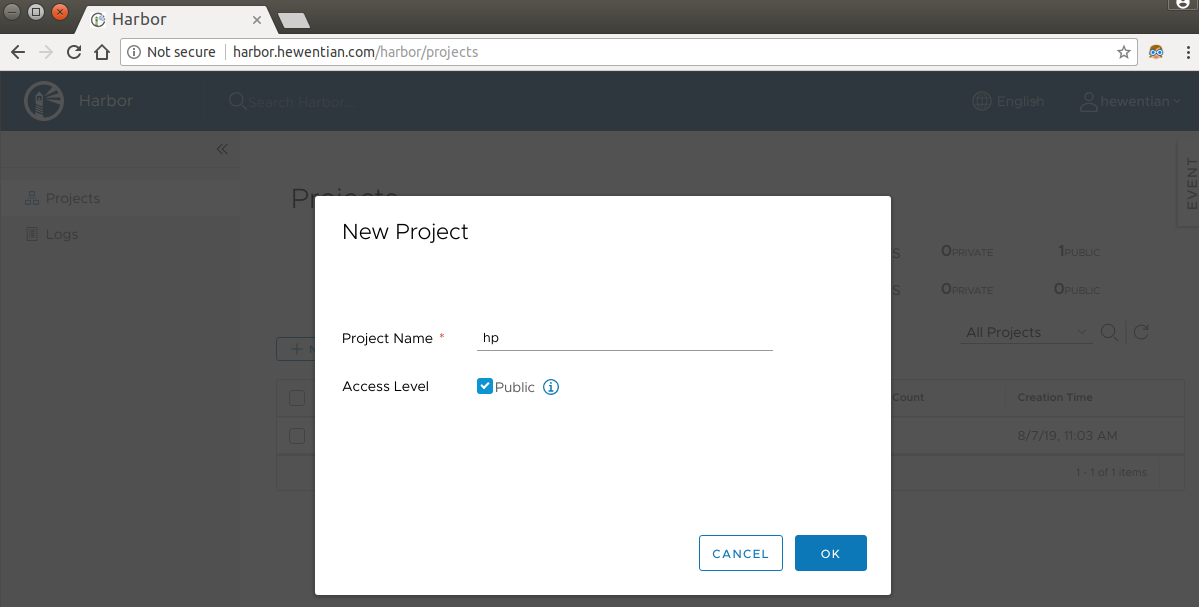 Harbor
Not secure harbor.hewentian.com/harbor/projects
Harbor Search Harbor... English hewentian
Projects
Logs
EVENT
Projects
New Project
0PRIVATE 1PUBLIC
0PRIVATE 0PUBLIC
All Projects
Project Name * hp
Access Level Public
Count Creation Time
8/7/19, 11:03 AM
1 - 1 of 1 items
CANCEL OK